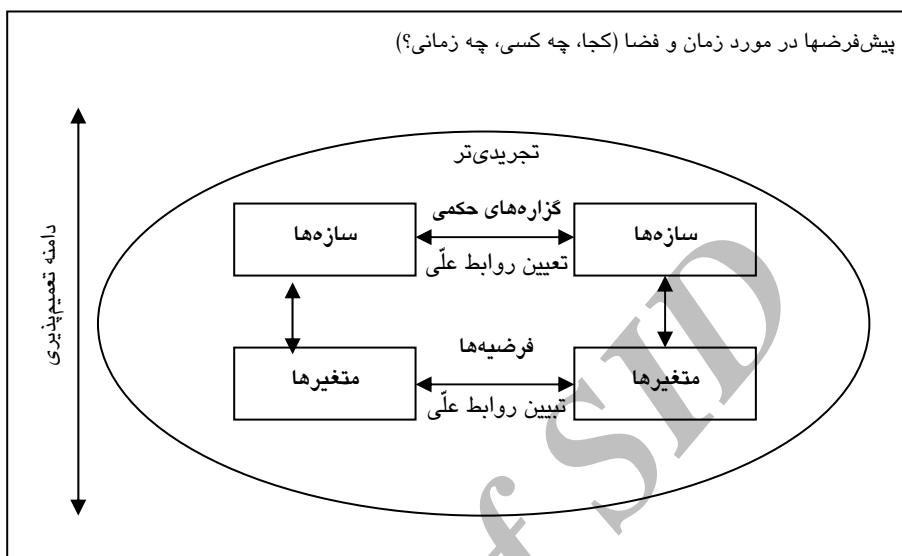 پیش‌فرضها در مورد زمان و فضا (کجا، چه کسی، چه زمانی؟)
تجریدی‌تر
سازه‌ها
گزاره‌های حکمی
سازه‌ها
تعیین روابط علّی
دامنه تعمیم‌پذیری
متغیرها
فرضیه‌ها
متغیرها
تبیین روابط علّی
f SID